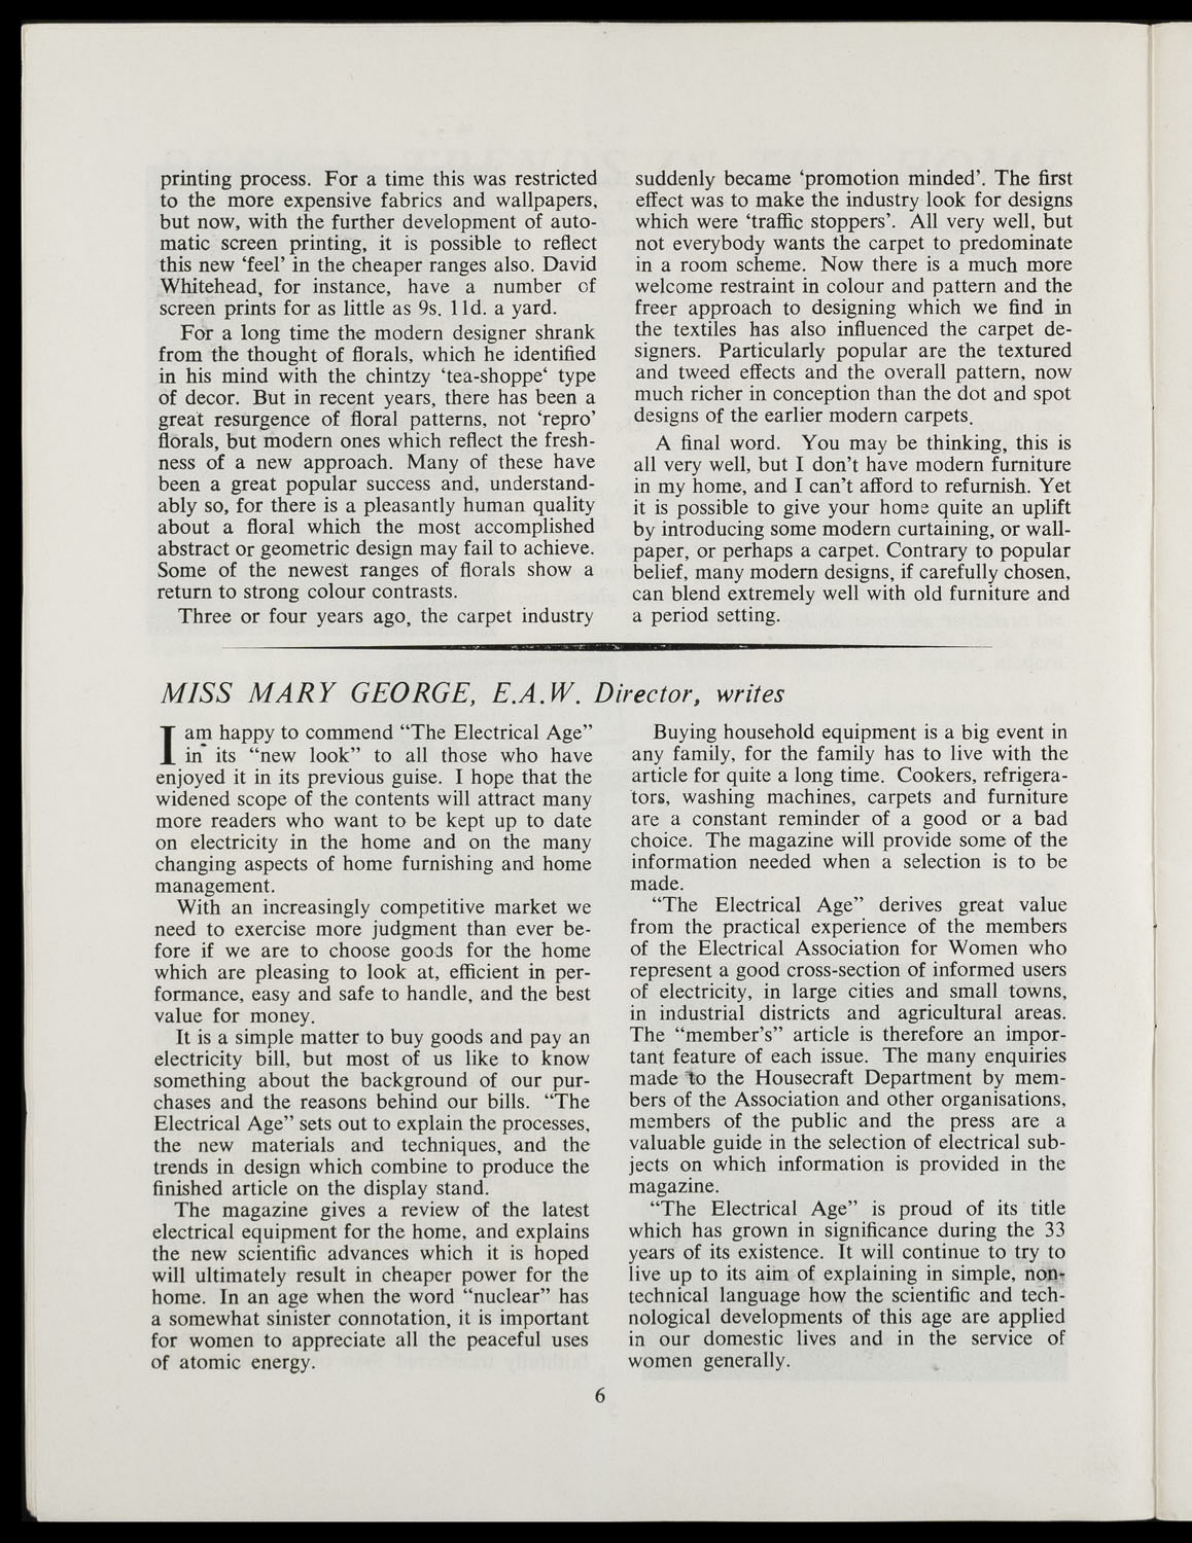 printing process. For a time this was restricted
to the more expensive fabrics and wallpapers,
but now, with the further development of auto-
matic screen printing, it is possible to reflect
this new ‘feel’ in the cheaper ranges also. David
Whitehead, for instance, have a number of
screen prints for as little as 9s. 11d. a yard.
For a long time the modern designer shrank
from the thought of florals, which he identified
in his mind with the chintzy ‘tea-shoppe‘ type
of decor. But in recent years, there has been a
great resurgence of floral patterns, not ‘repro’
florals, but modern ones which reflect the fresh-
ness of a new approach. Many of these have
been a great popular success and, understand-
ably so, for there is a pleasantly human quality
about a floral which the most accomplished
abstract or geometric design may fail to achieve.
Some of the newest ranges of florals show a
return to strong colour contrasts.
Three or four years ago, the carpet industry
suddenly became ‘promotion minded’. The first
effect was to make the industry look for designs
which were ‘traffic stoppers’. All very well, but
not everybody wants the carpet to predominate
in a room scheme. Now there is a much more
welcome restraint in colour and pattern and the
freer approach to designing which we find in
the textiles has also influenced the carpet de-
signers. Particularly popular are the textured
and tweed effects and the overall pattern, now
much richer in conception than the dot and spot
designs of the earlier modern carpets.
A final word. You may be thinking, this is
all very well, but I don’t have modern furniture
in my home, and I can’t afford to refurnish. Yet
it is possible to give your home quite an uplift
by introducing some modern curtaining, or wall-
paper, or perhaps a carpet. Contrary to popular
belief, many modern designs, if carefully chosen,
can blend extremely well with old furniture and
a period setting.
MISS MARY GEORGE, E.A.W. Director, writes
I am happy to commend “The Electrical Age”
in its “new look” to all those who have
enjoyed it in its previous guise. I hope that the
widened scope of the contents will attract many
more readers who want to be kept up to date
on electricity in the home and on the many
changing aspects of home furnishing and home
management.
With an increasingly competitive market we
need to exercise more judgment than ever be-
fore if we are to choose goods for the home
which are pleasing to look at, efficient in per-
formance, easy and safe to handle, and the best
value for money.
It is a simple matter to buy goods and pay an
electricity bill, but most of us like to know
something about the background of our pur-
chases and the reasons behind our bills. “The
Electrical Age” sets out to explain the processes,
the new materials and techniques, and the
trends in design which combine to produce the
finished article on the display stand.
The magazine gives a review of the latest
electrical equipment for the home, and explains
the new scientific advances which it is hoped
will ultimately result in cheaper power for the
home. In an age when the word “nuclear” has
a somewhat sinister connotation, it is important
for women to appreciate all the peaceful uses
of atomic energy.
Buying household equipment is a big event in
any family, for the family has to live with the
article for quite a long time. Cookers, refrigera-
tors, washing machines, carpets and furniture
are a constant reminder of a good or a bad
choice. The magazine will provide some of the
information needed when a selection is to be
made.
“The Electrical Age” derives great value
from the practical experience of the members
of the Electrical Association for Women who
represent a good cross-section of informed users
of electricity, in large cities and small towns,
in industrial districts and agricultural areas.
The “member’s” article is therefore an impor-
tant feature of each issue. The many enquiries
made to the Housecraft Department by mem-
bers of the Association and other organisations,
members of the public and the press are a
valuable guide in the selection of electrical sub-
jects on which information is provided in the
magazine.
“The Electrical Age” is proud of its title
which has grown in significance during the 33
years of its existence. It will continue to try to
live up to its aim of explaining in simple, non-
technical language how the scientific and tech-
nological developments of this age are applied
in our domestic lives and in the service of
women generally.
6